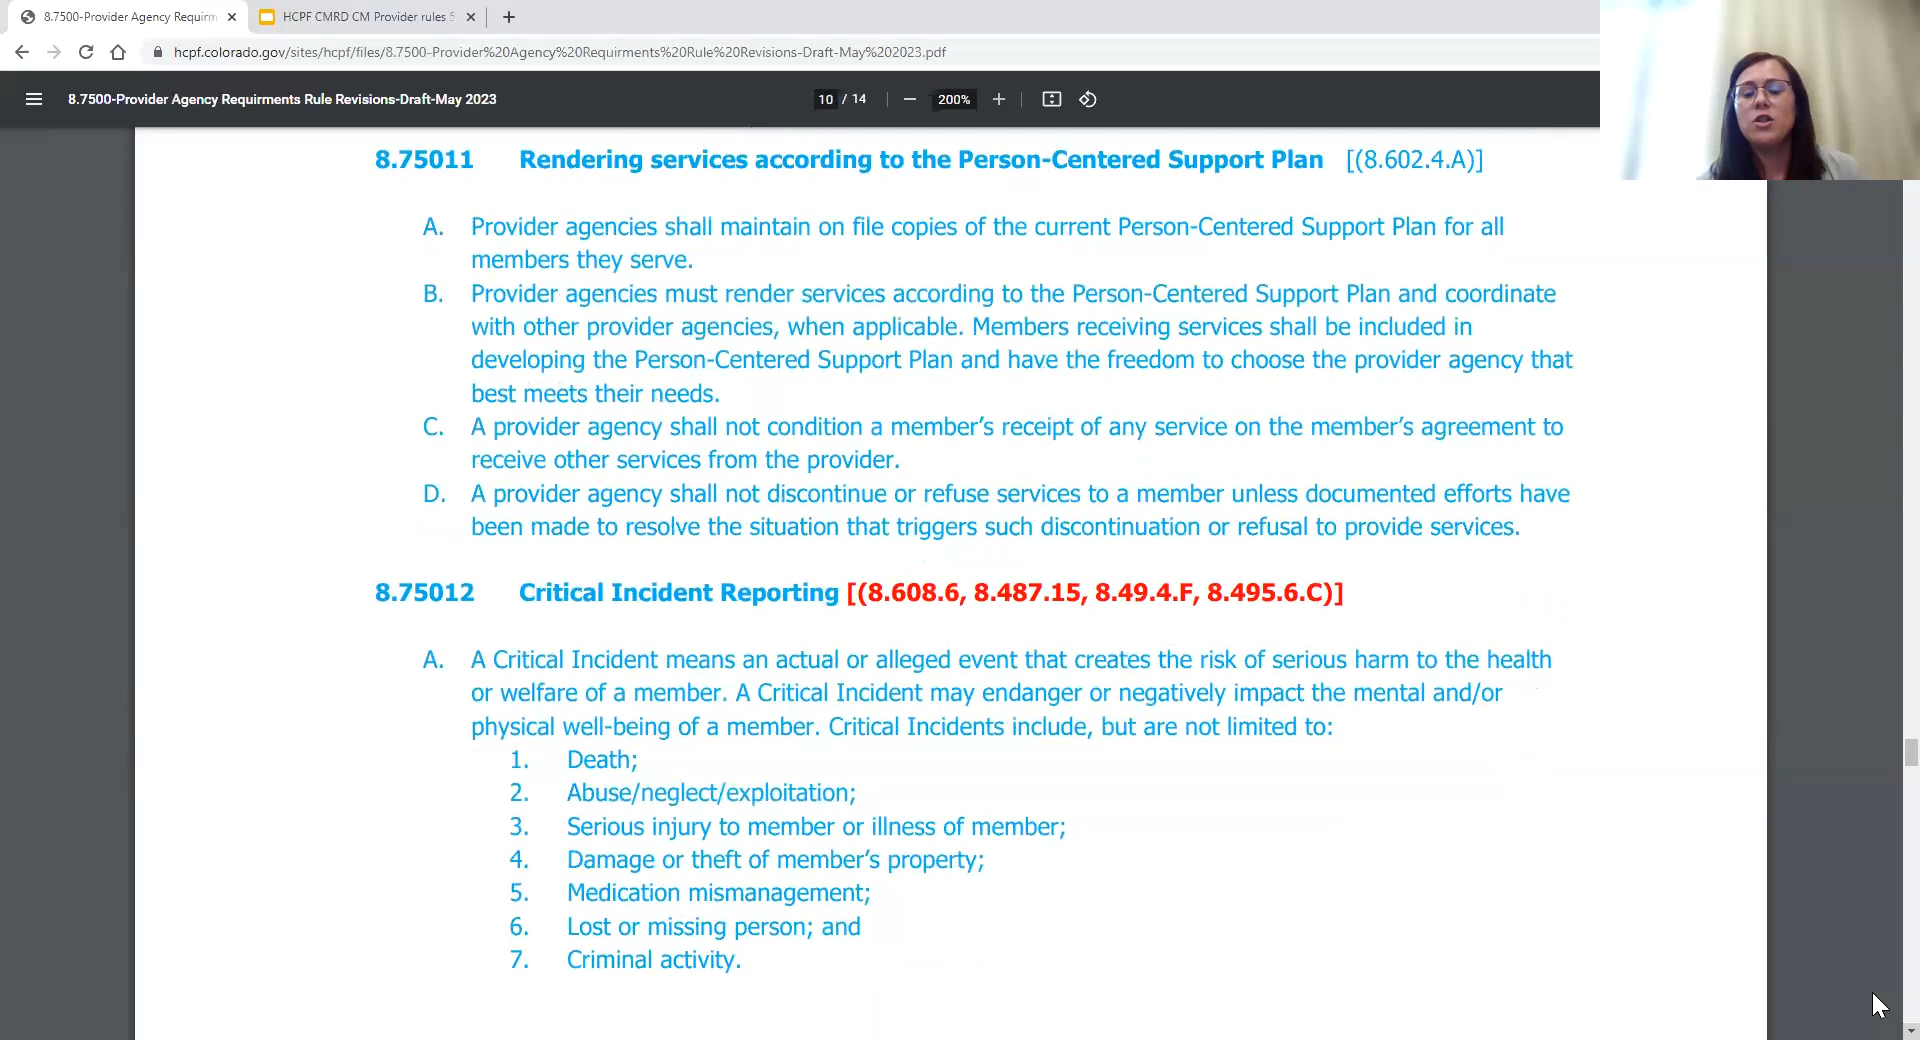 8.7500-Provider Agency Requirm
HCPF CMRD CM Provider rules 5
hcpf.colorado.gov/sites/hcpf/files/8.7500-Provider%20Agency%20Requirments%20Rule%20Revisions-Draft-May%202023.pdf
8.7500-Provider Agency Requirments Rule Revisions-Draft-May 2023
10 / 14
200%
8.75011 Rendering services according to the Person-Centered Support Plan [(8.602.4.A)]
A. Provider agencies shall maintain on file copies of the current Person-Centered Support Plan for all
members they serve.
B. Provider agencies must render services according to the Person-Centered Support Plan and coordinate
with other provider agencies, when applicable. Members receiving services shall be included in
developing the Person-Centered Support Plan and have the freedom to choose the provider agency that
best meets their needs.
C. A provider agency shall not condition a member’s receipt of any service on the member’s agreement to
receive other services from the provider.
D. A provider agency shall not discontinue or refuse services to a member unless documented efforts have
been made to resolve the situation that triggers such discontinuation or refusal to provide services.
8.75012 Critical Incident Reporting [(8.608.6, 8.487.15, 8.49.4.F, 8.495.6.C)]
A. A Critical Incident means an actual or alleged event that creates the risk of serious harm to the health
or welfare of a member. A Critical Incident may endanger or negatively impact the mental and/or
physical well-being of a member. Critical Incidents include, but are not limited to:
1. Death;
2. Abuse/neglect/exploitation;
3. Serious injury to member or illness of member;
4. Damage or theft of member’s property;
5. Medication mismanagement;
6. Lost or missing person; and
7. Criminal activity.